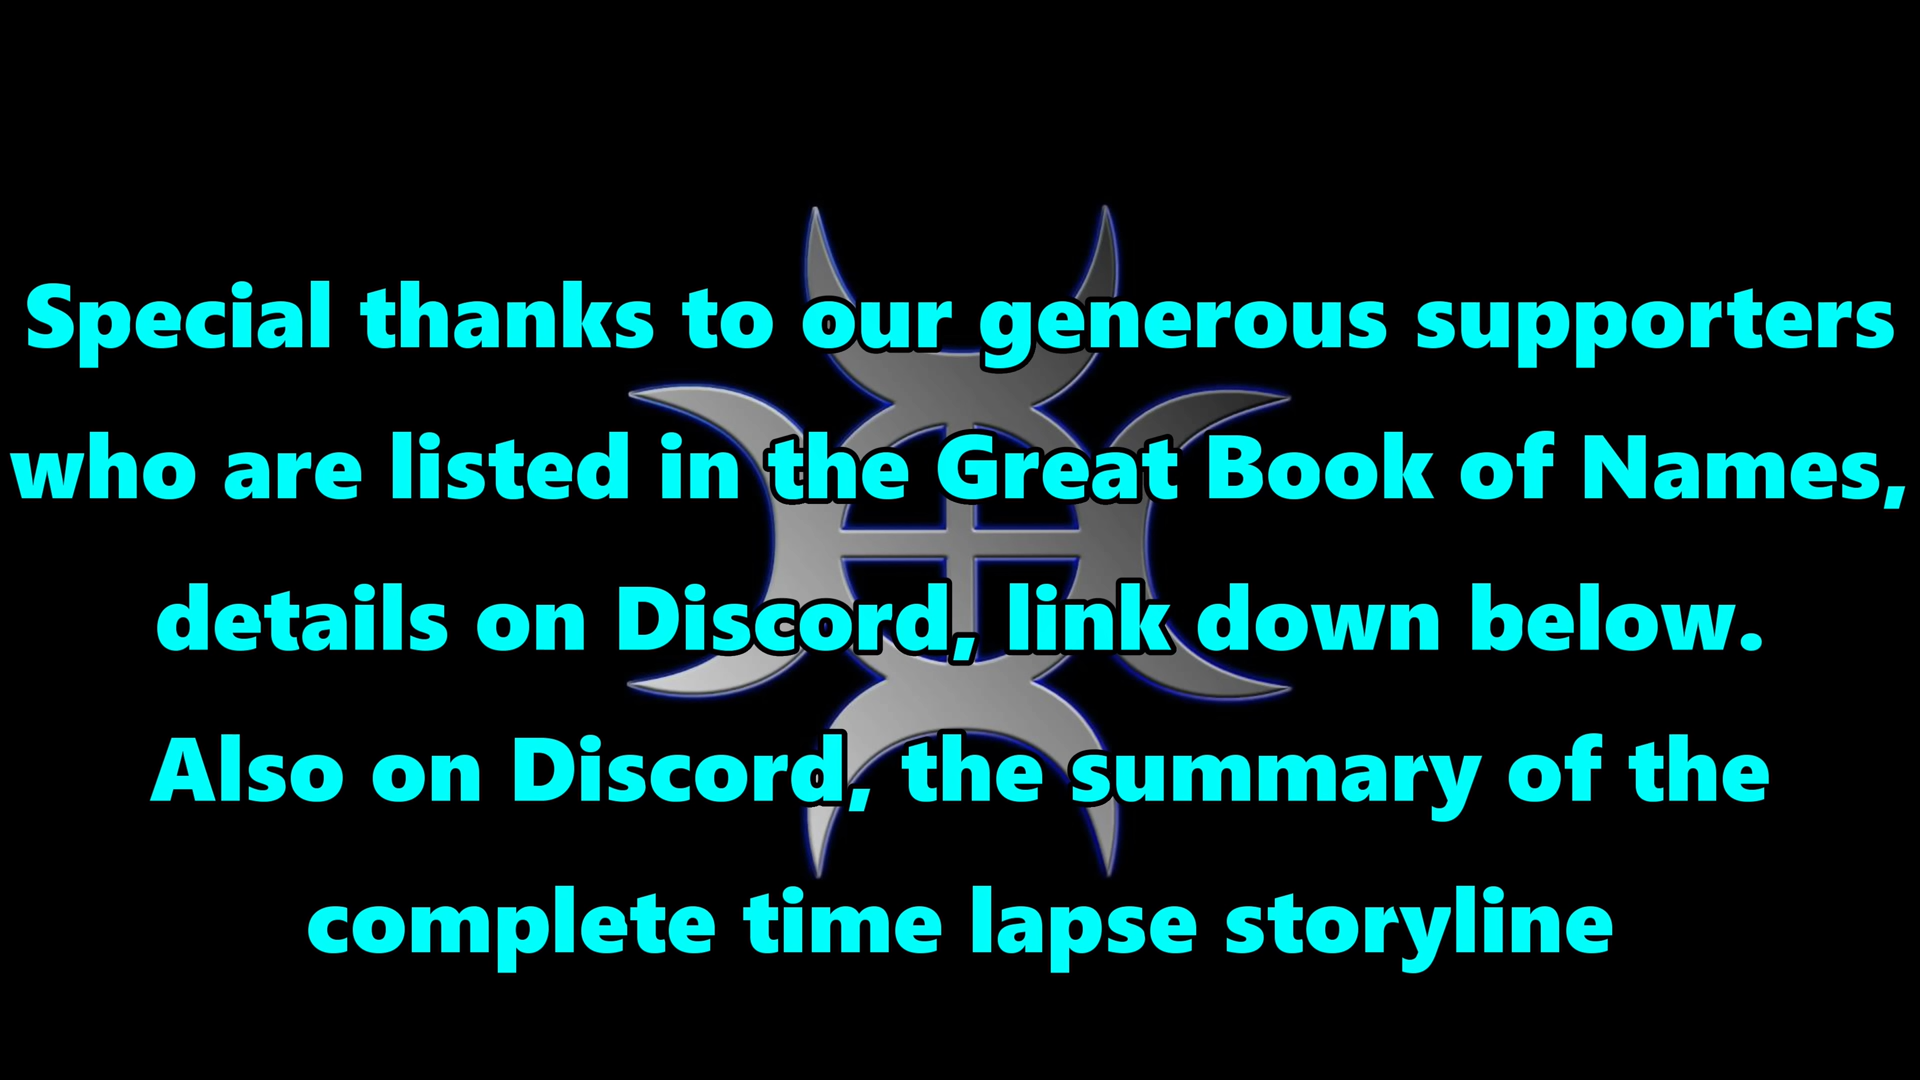 Special thanks to our generous supporters
who are listed in the Great Book of Names,
details on Discord, link down below.
Also on Discord, the summary of the
complete time lapse storyline